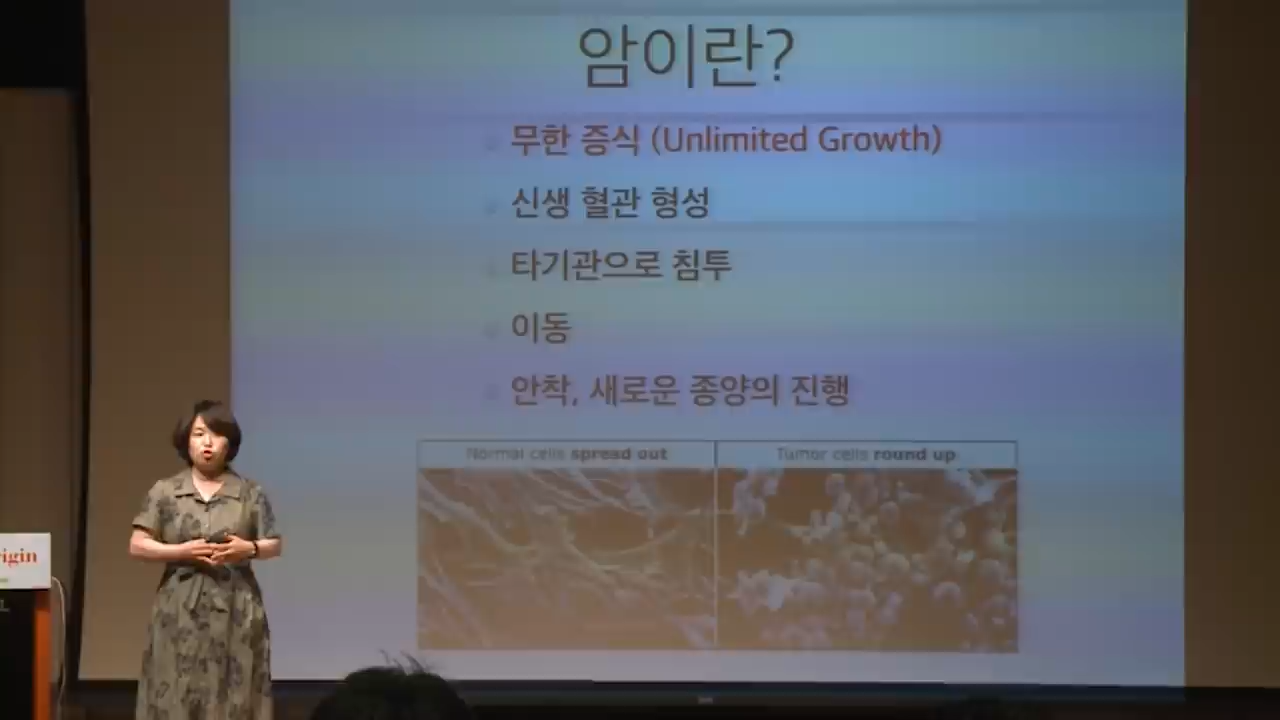 암이란?
무한 증식 (Unlimited Growth)
신생 혈관 형성
타기관으로 침투
이동
안착, 새로운 종양의 진행
Normal cells spread out
Tumor cells round up
igin